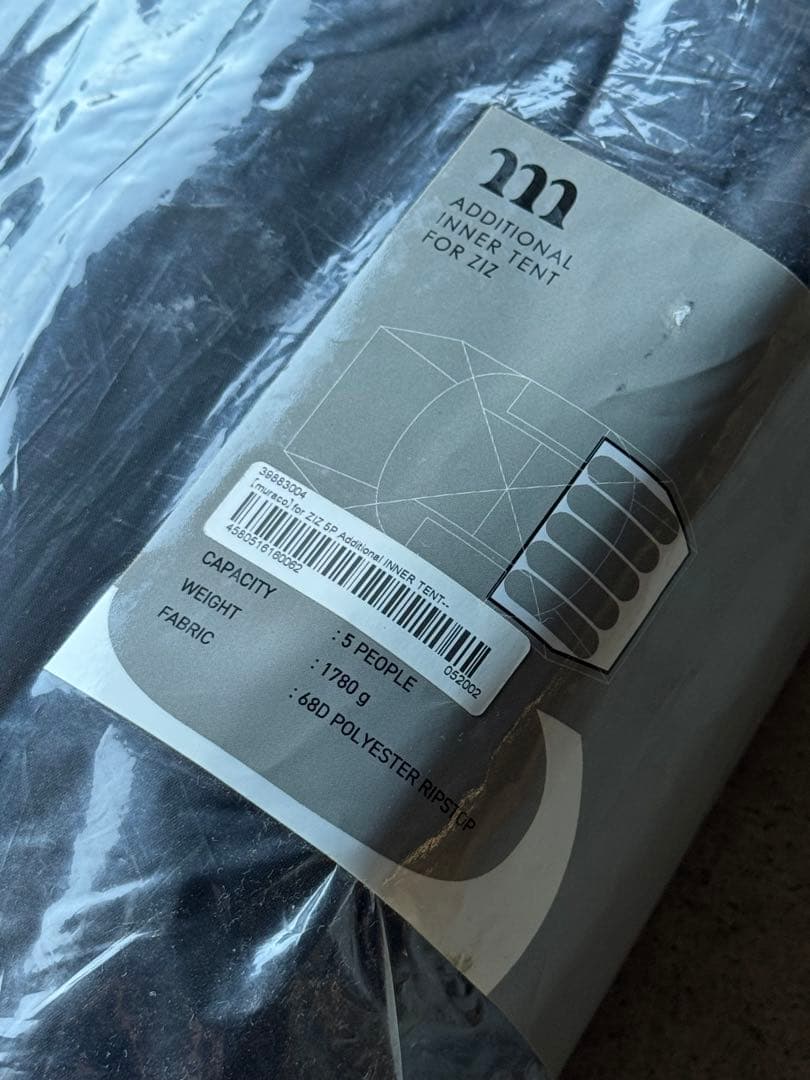 m
ADDITIONAL
INNER TENT
FOR ZIZ
39883004
[muraco]for ZIZ 5P Additional INNER TENT--
4560516160062
052002
CAPACITY : 5 PEOPLE
WEIGHT : 1780 g
FABRIC : 68D POLYESTER RIPSTOP